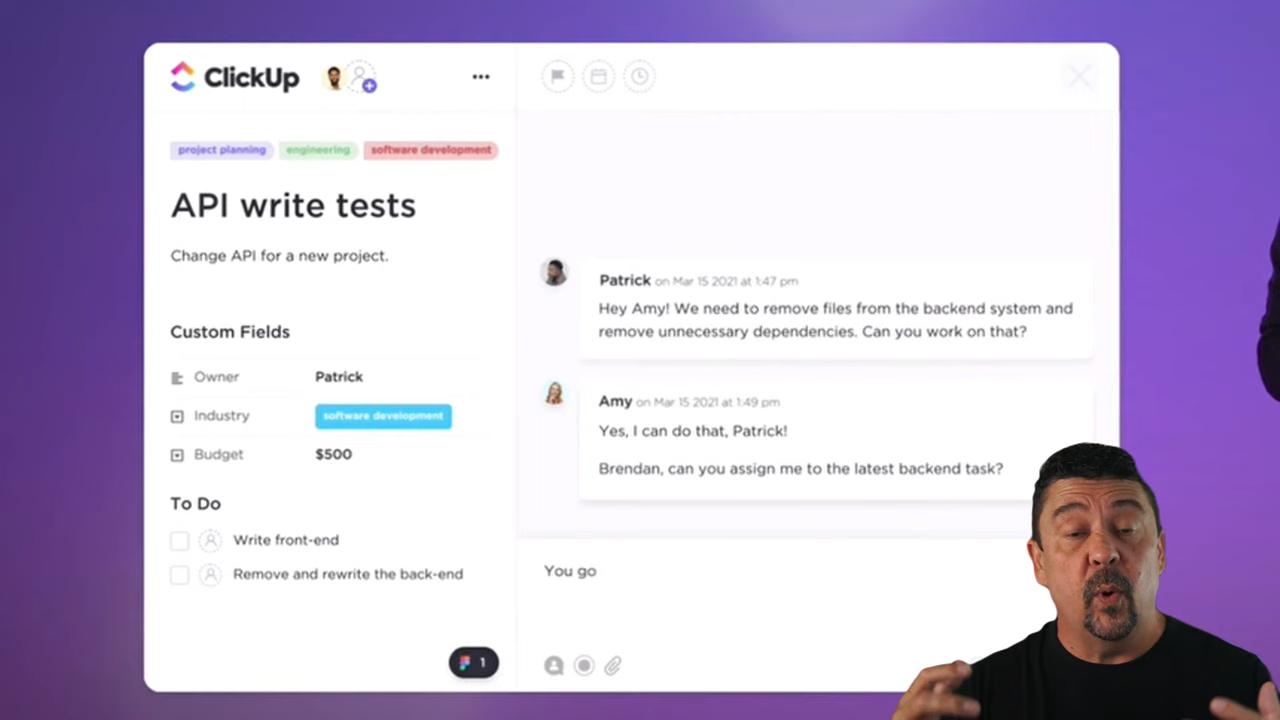 ClickUp
project planning engineering software development
API write tests
Change API for a new project.
Custom Fields
Owner Patrick
Industry software development
Budget $500
To Do
Write front-end
Remove and rewrite the back-end
1
Patrick on Mar 15 2021 at 1:47 pm
Hey Amy! We need to remove files from the backend system and
remove unnecessary dependencies. Can you work on that?
Amy on Mar 15 2021 at 1:49 pm
Yes, I can do that, Patrick!
Brendan, can you assign me to the latest backend task?
You go